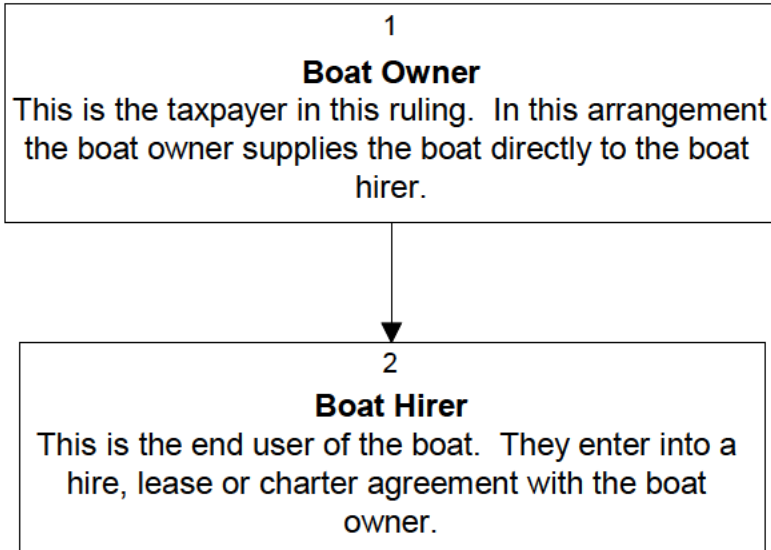 1
Boat Owner
This is the taxpayer in this ruling.  In this arrangement
the boat owner supplies the boat directly to the boat
hirer.
2
Boat Hirer
This is the end user of the boat.  They enter into a
hire, lease or charter agreement with the boat
owner.